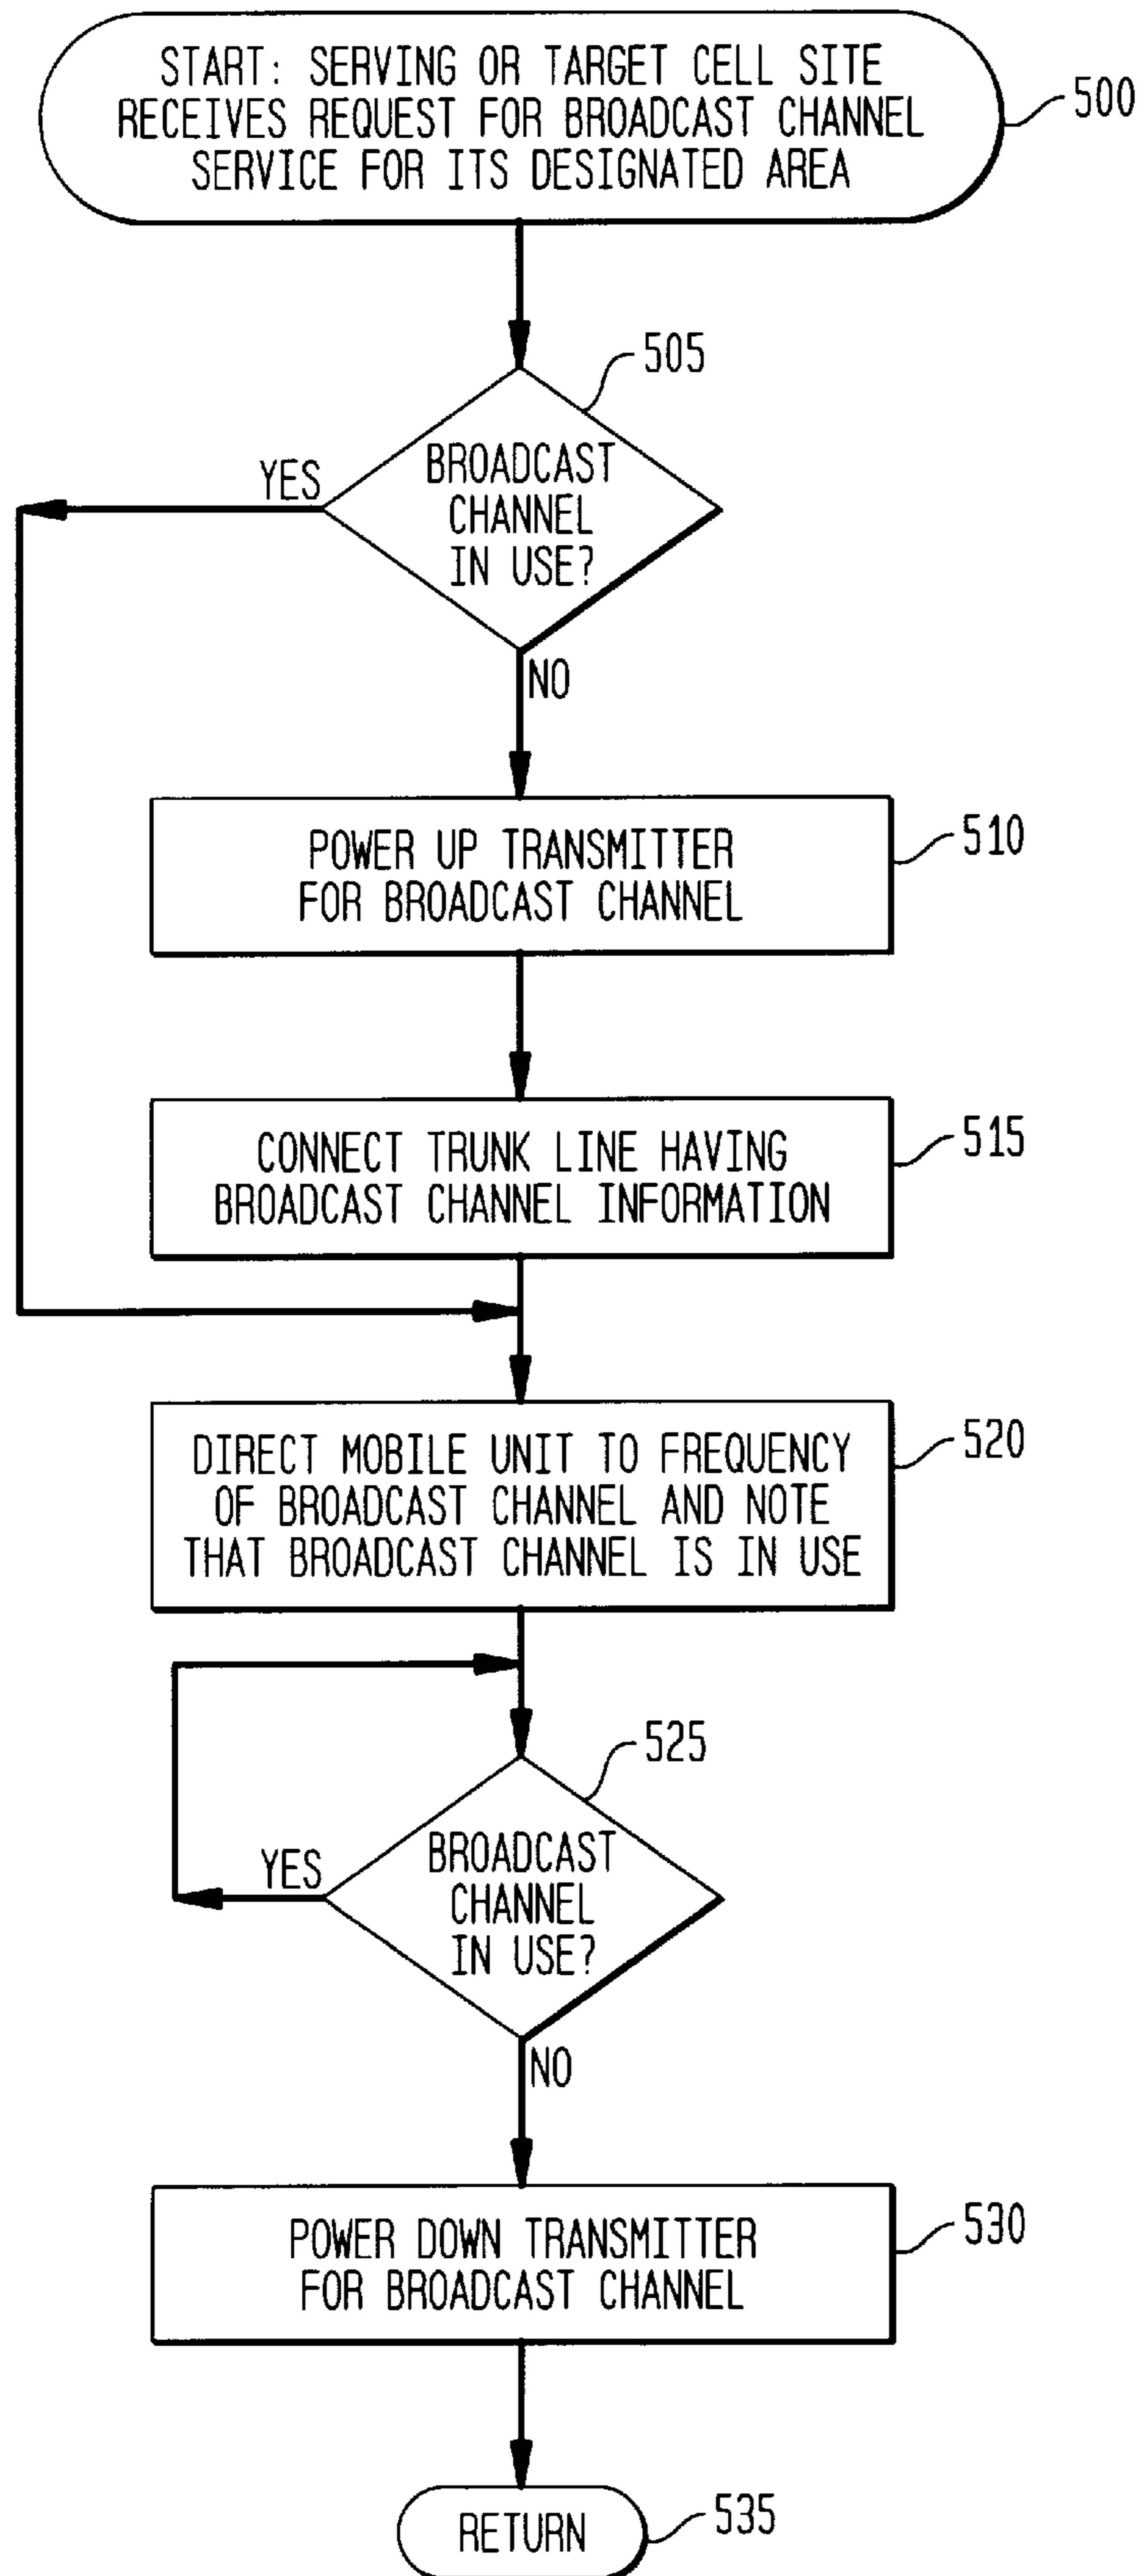 START: SERVING OR TARGET CELL SITE
RECEIVES REQUEST FOR BROADCAST CHANNEL
SERVICE FOR ITS DESIGNATED AREA
500
505
BROADCAST
CHANNEL
IN USE?
YES
NO
POWER UP TRANSMITTER
FOR BROADCAST CHANNEL
510
CONNECT TRUNK LINE HAVING
BROADCAST CHANNEL INFORMATION
515
DIRECT MOBILE UNIT TO FREQUENCY
OF BROADCAST CHANNEL AND NOTE
THAT BROADCAST CHANNEL IS IN USE
520
525
BROADCAST
CHANNEL
IN USE?
YES
NO
POWER DOWN TRANSMITTER
FOR BROADCAST CHANNEL
530
RETURN
535